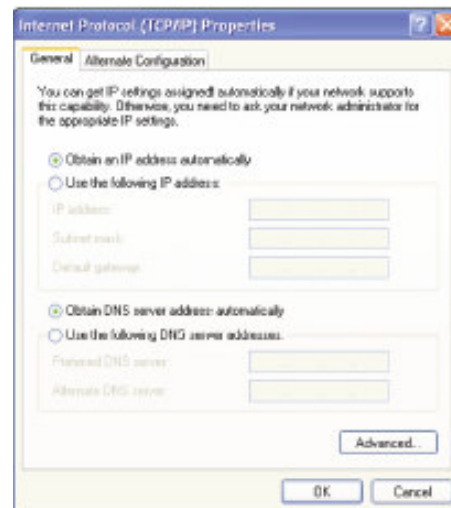 Internet Protocol (TCP/IP) Properties
General
Alternate Configuration
You can get IP settings assigned automatically if your network supports
this capability. Otherwise, you need to ask your network administrator for
the appropriate IP settings.
Obtain an IP address automatically
Use the following IP address:
IP address:
Subnet mask:
Default gateway:
Obtain DNS server address automatically
Use the following DNS server addresses:
Preferred DNS server:
Alternate DNS server:
Advanced...
OK
Cancel